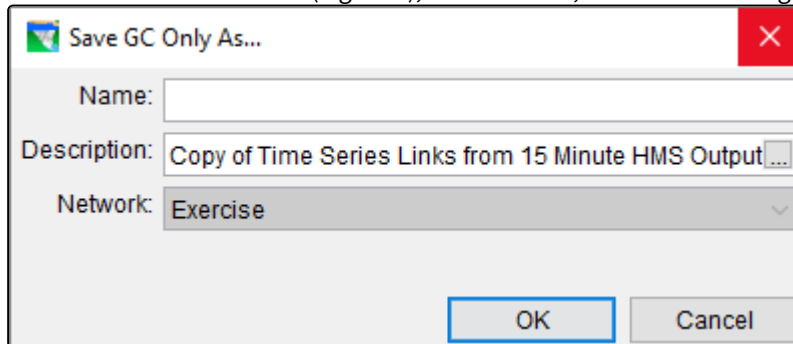 Save GC Only As...
Name:
Description: Copy of Time Series Links from 15 Minute HMS Output ...
Network: Exercise
OK Cancel